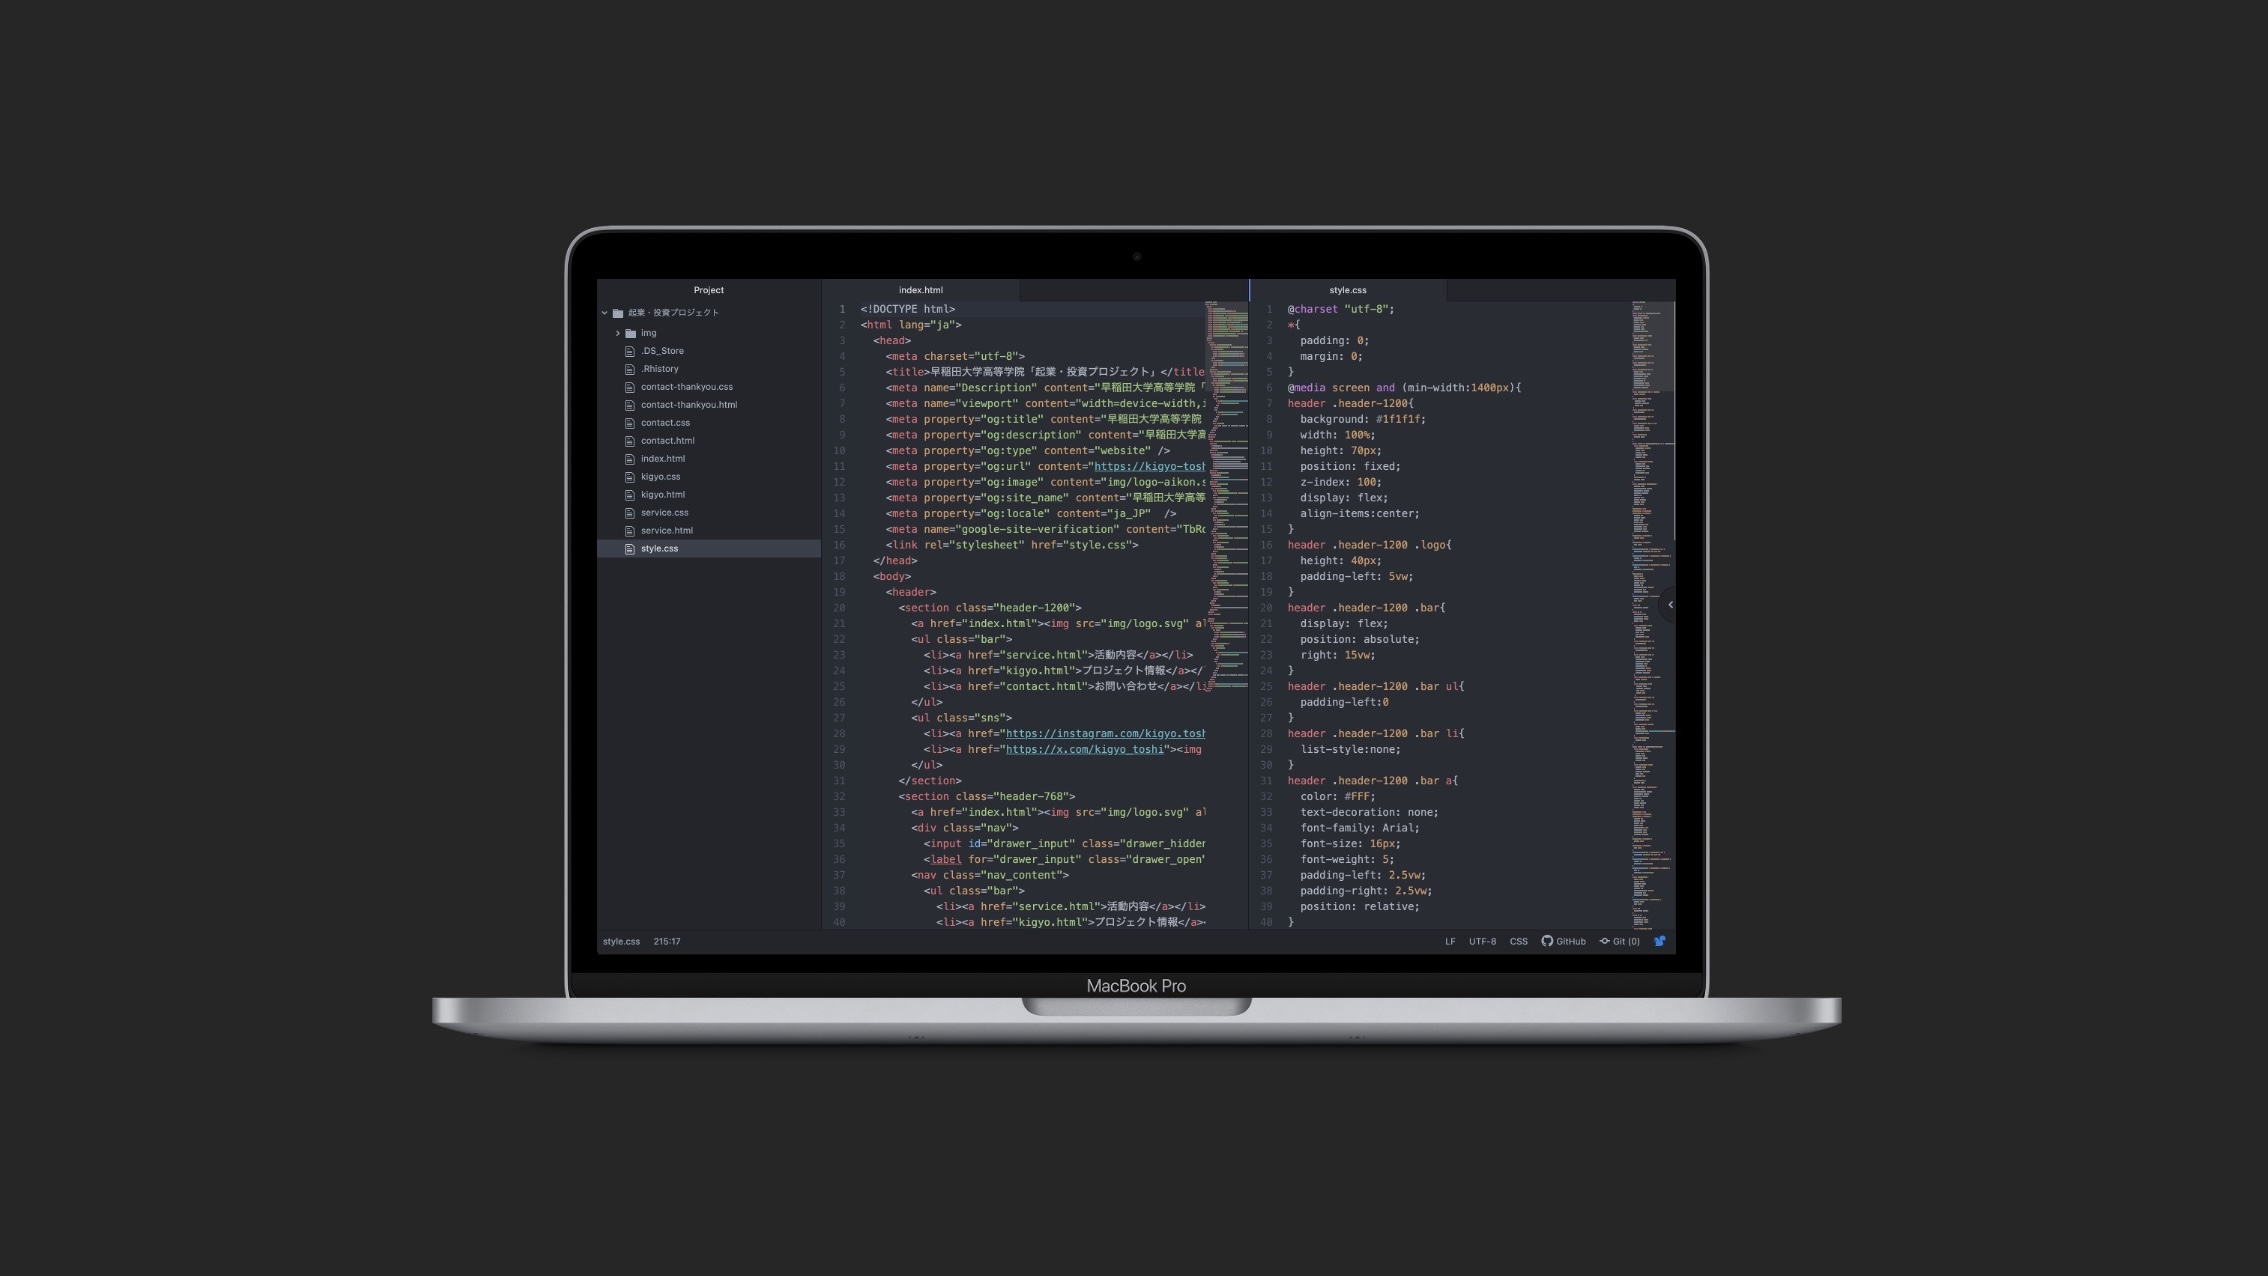 Project
起業・投資プロジェクト
img
.DS_Store
.Rhistory
contact-thankyou.css
contact-thankyou.html
contact.css
contact.html
index.html
kigyo.css
kigyo.html
service.css
service.html
style.css
index.html
1 <!DOCTYPE html>
2 <html lang="ja">
3 <head>
4 <meta charset="utf-8">
5 <title>早稲田大学高等学院「起業・投資プロジェクト」</title
6 <meta name="Description" content="早稲田大学高等学院「
7 <meta name="viewport" content="width=device-width,i
8 <meta property="og:title" content="早稲田大学高等学院
9 <meta property="og:description" content="早稲田大学高
10 <meta property="og:type" content="website" />
11 <meta property="og:url" content="https://kigyo-tosh
12 <meta property="og:image" content="img/logo-aikon.s
13 <meta property="og:site_name" content="早稲田大学高等
14 <meta property="og:locale" content="ja_JP"  />
15 <meta name="google-site-verification" content="TbRc
16 <link rel="stylesheet" href="style.css">
17 </head>
18 <body>
19 <header>
20 <section class="header-1200">
21 <a href="index.html"><img src="img/logo.svg" al
22 <ul class="bar">
23 <li><a href="service.html">活動内容</a></li>
24 <li><a href="kigyo.html">プロジェクト情報</a></
25 <li><a href="contact.html">お問い合わせ</a></li
26 </ul>
27 <ul class="sns">
28 <li><a href="https://instagram.com/kigyo.tosh
29 <li><a href="https://x.com/kigyo_toshi"><img
30 </ul>
31 </section>
32 <section class="header-768">
33 <a href="index.html"><img src="img/logo.svg" al
34 <div class="nav">
35 <input id="drawer_input" class="drawer_hidden
36 <label for="drawer_input" class="drawer_open"
37 <nav class="nav_content">
38 <ul class="bar">
39 <li><a href="service.html">活動内容</a></li>
40 <li><a href="kigyo.html">プロジェクト情報</a>
style.css
1 @charset "utf-8";
2 *{
3 padding: 0;
4 margin: 0;
5 }
6 @media screen and (min-width:1400px){
7 header .header-1200{
8 background: #1f1f1f;
9 width: 100%;
10 height: 70px;
11 position: fixed;
12 z-index: 100;
13 display: flex;
14 align-items:center;
15 }
16 header .header-1200 .logo{
17 height: 40px;
18 padding-left: 5vw;
19 }
20 header .header-1200 .bar{
21 display: flex;
22 position: absolute;
23 right: 15vw;
24 }
25 header .header-1200 .bar ul{
26 padding-left:0
27 }
28 header .header-1200 .bar li{
29 list-style:none;
30 }
31 header .header-1200 .bar a{
32 color: #FFF;
33 text-decoration: none;
34 font-family: Arial;
35 font-size: 16px;
36 font-weight: 5;
37 padding-left: 2.5vw;
38 padding-right: 2.5vw;
39 position: relative;
40 }
style.css 215:17
LF UTF-8 CSS GitHub Git (0)
MacBook Pro